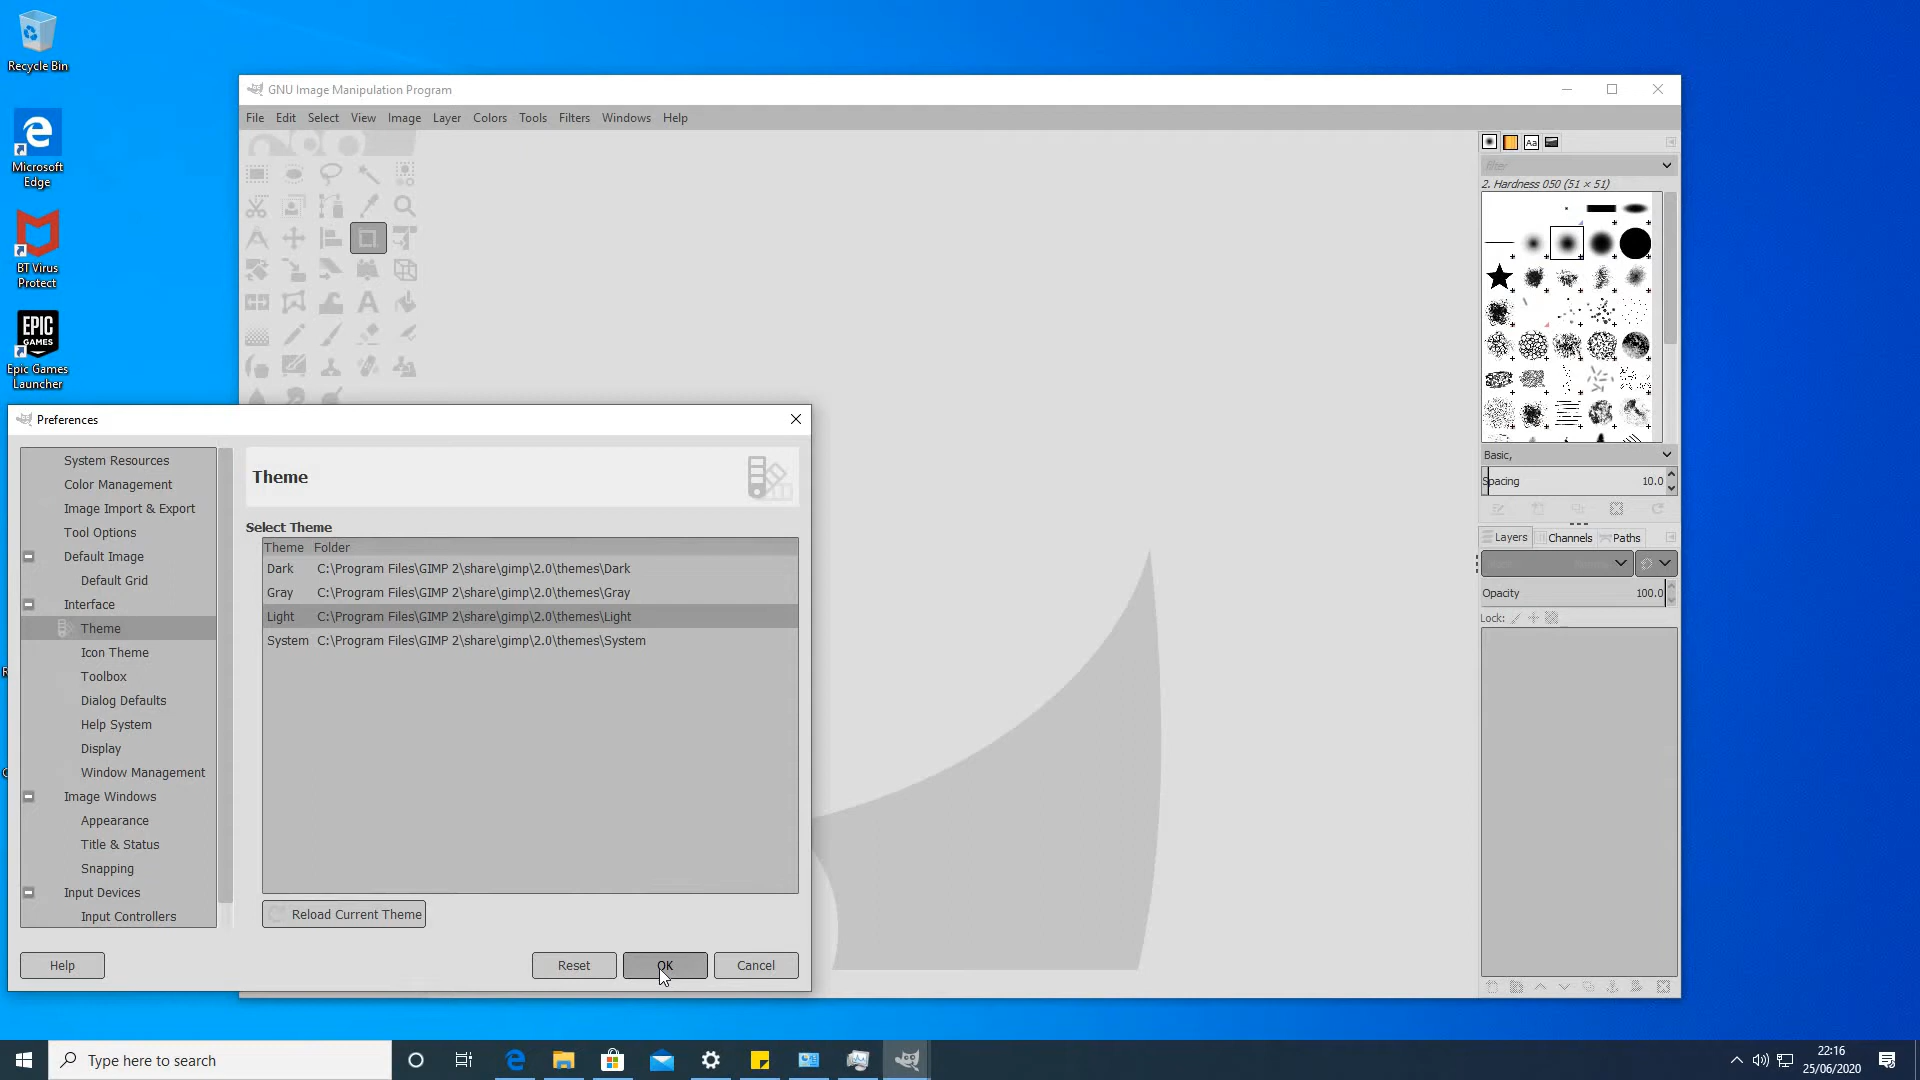 Recycle Bin
Microsoft
Edge
BT Virus
Protect
EPIC
GAMES
Epic Games
Launcher
GNU Image Manipulation Program
File Edit Select View Image Layer Colors Tools Filters Windows Help
Aa
filter
2. Hardness 050 (51 × 51)
Basic,
Spacing 10.0
Layers Channels Paths
Opacity 100.0
Lock:
Preferences
System Resources
Color Management
Image Import & Export
Tool Options
Default Image
Default Grid
Interface
Theme
Icon Theme
Toolbox
Dialog Defaults
Help System
Display
Window Management
Image Windows
Appearance
Title & Status
Snapping
Input Devices
Input Controllers
Theme
Select Theme
Theme Folder
Dark C:\Program Files\GIMP 2\share\gimp\2.0\themes\Dark
Gray C:\Program Files\GIMP 2\share\gimp\2.0\themes\Gray
Light C:\Program Files\GIMP 2\share\gimp\2.0\themes\Light
System C:\Program Files\GIMP 2\share\gimp\2.0\themes\System
Reload Current Theme
Help Reset OK Cancel
Type here to search
22:16
25/06/2020